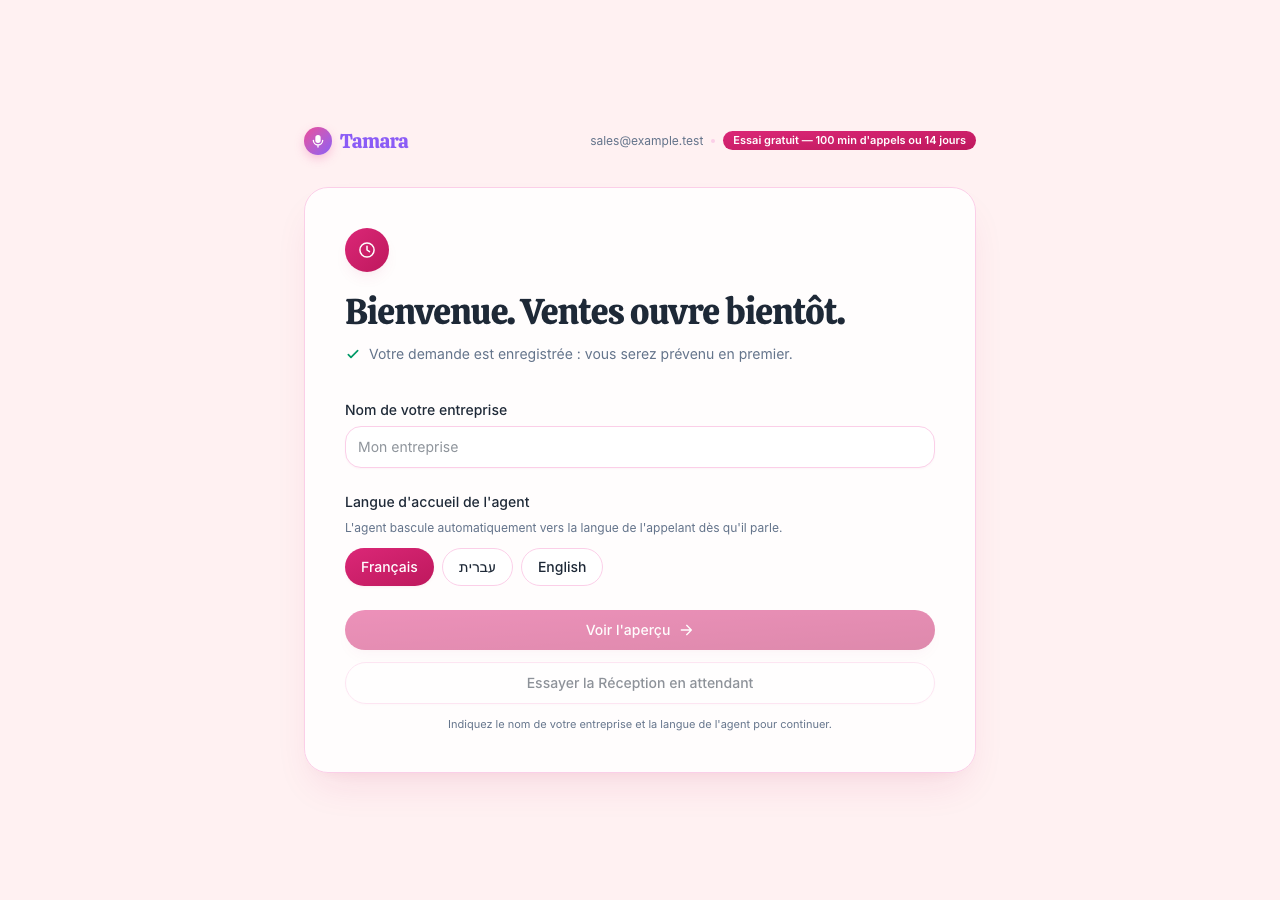 Tamara
sales@example.test • Essai gratuit — 100 min d'appels ou 14 jours
Bienvenue. Ventes ouvre bientôt.
Votre demande est enregistrée : vous serez prévenu en premier.
Nom de votre entreprise
Mon entreprise
Langue d'accueil de l'agent
L'agent bascule automatiquement vers la langue de l'appelant dès qu'il parle.
Français עברית English
Voir l'aperçu →
Essayer la Réception en attendant
Indiquez le nom de votre entreprise et la langue de l'agent pour continuer.